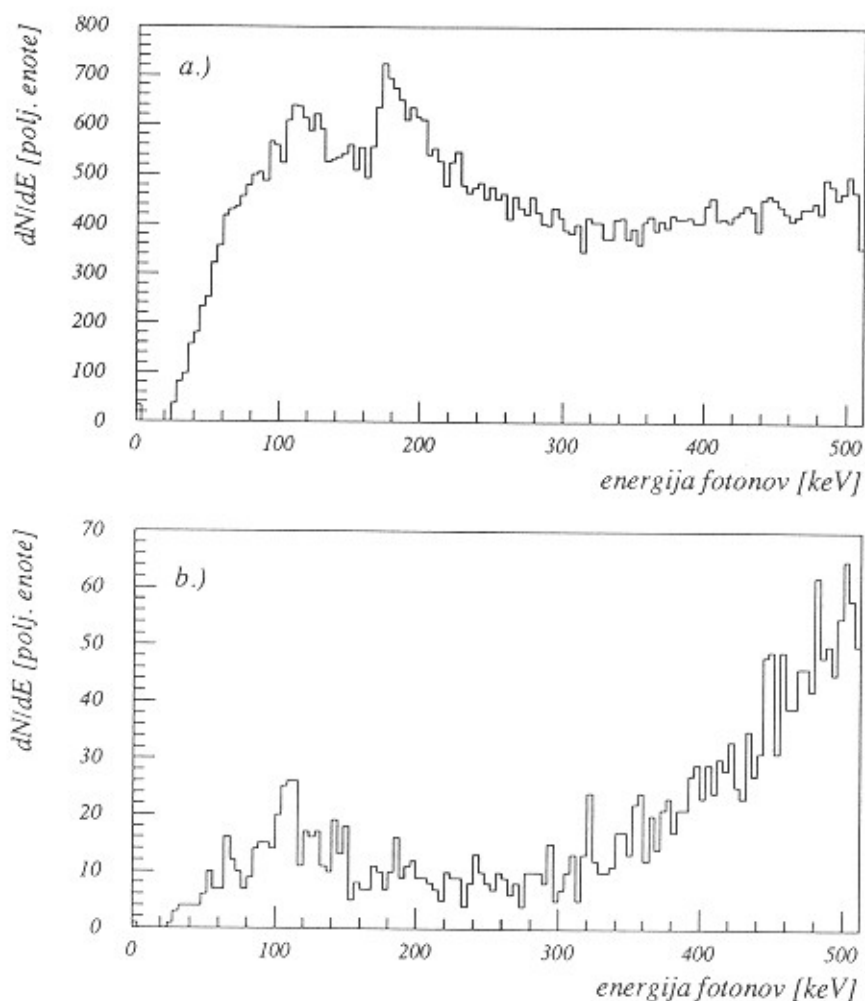 800
700
600
500
400
300
200
100
0
dN/dE [polj. enote]
a.)
0 100 200 300 400 500
energija fotonov [keV]
70
60
50
40
30
20
10
0
dN/dE [polj. enote]
b.)
0 100 200 300 400 500
energija fotonov [keV]